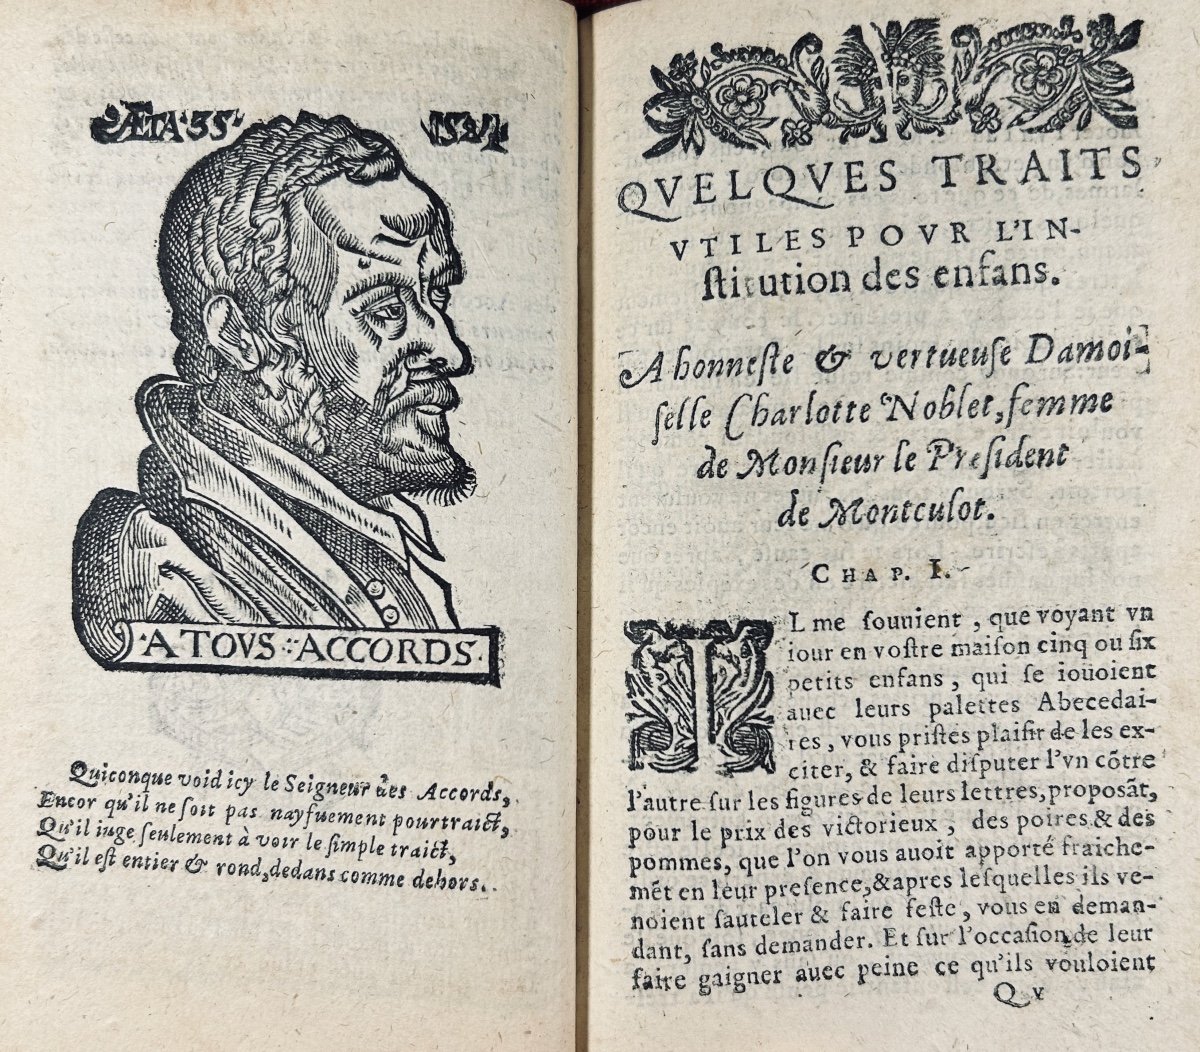 ÆTA·35·
·A TOVS ·:· ACCORDS·
Quiconque void icy le Seigneur des Accords,
Encor qu'il ne soit pas nayfuement pourtraict,
Qu'il iuge seulement à voir le simple traict,
Qu'il est entier & rond, dedans comme dehors.
QVELQVES TRAITS
VTILES POVR L'IN-
ſtitution des enfans.
A honneſte & vertueuſe Damoi-
ſelle Charlotte Noblet, femme
de Monſieur le Preſident
de Montculot.
CHAP. I.
IL me ſouuient, que voyant vn
iour en voſtre maiſon cinq ou ſix
petits enfans, qui ſe ioüoient
auec leurs palettes Abecedai-
res, vous priſtes plaiſir de les ex-
citer, & faire diſputer l'vn cõtre
l'autre ſur les figures de leurs lettres, propoſãt,
pour le prix des victorieux, des poires & des
pommes, que l'on vous auoit apporté fraiche-
mẽt en leur preſence, & apres leſquelles ils ve-
noient ſauteler & faire feſte, vous en deman-
dant, ſans demander. Et ſur l'occaſion de leur
faire gaigner auec peine ce qu'ils vouloient
Q v